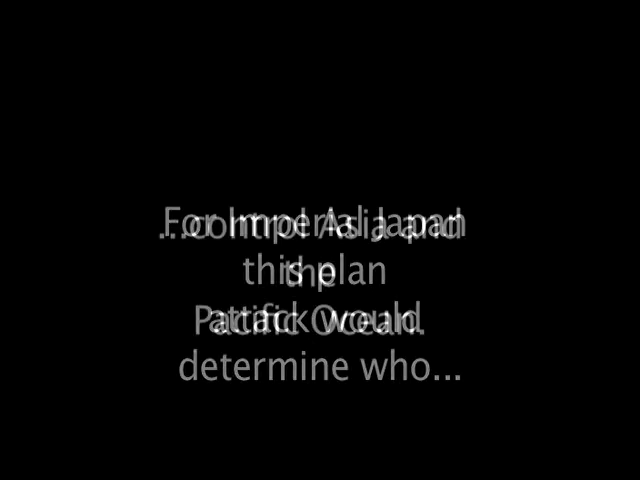 For Imperial Japan
this plan
attack would
determine who...
...control Asia and
the
Pacific Ocean.